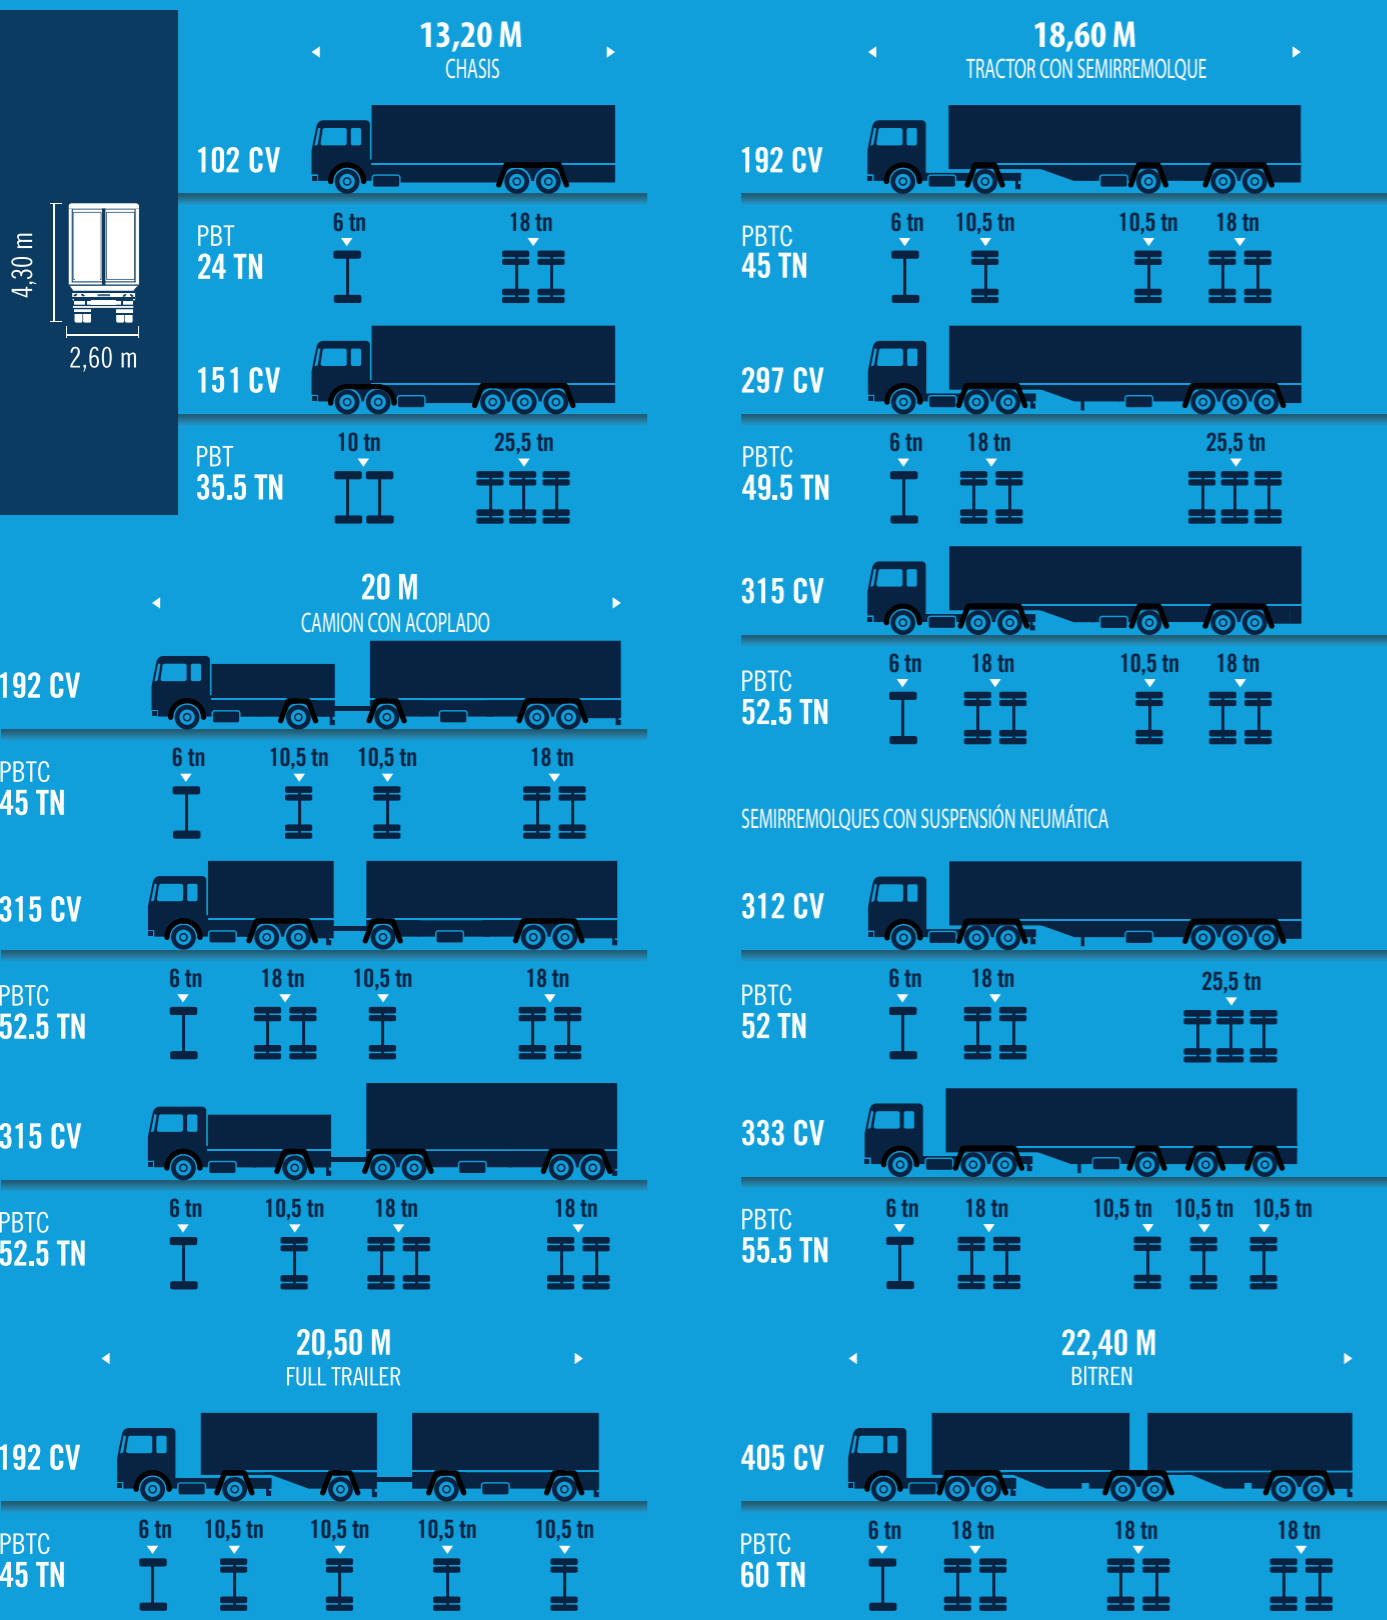 4,30 m
2,60 m
13,20 M
CHASIS
102 CV
6 tn 18 tn
PBT
24 TN
151 CV
10 tn 25,5 tn
PBT
35.5 TN
18,60 M
TRACTOR CON SEMIRREMOLQUE
192 CV
6 tn 10,5 tn 10,5 tn 18 tn
PBTC
45 TN
297 CV
6 tn 18 tn 25,5 tn
PBTC
49.5 TN
315 CV
6 tn 18 tn 10,5 tn 18 tn
PBTC
52.5 TN
SEMIRREMOLQUES CON SUSPENSIÓN NEUMÁTICA
312 CV
6 tn 18 tn 25,5 tn
PBTC
52 TN
333 CV
6 tn 18 tn 10,5 tn 10,5 tn 10,5 tn
PBTC
55.5 TN
20 M
CAMION CON ACOPLADO
192 CV
6 tn 10,5 tn 10,5 tn 18 tn
PBTC
45 TN
315 CV
6 tn 18 tn 10,5 tn 18 tn
PBTC
52.5 TN
315 CV
6 tn 10,5 tn 18 tn 18 tn
PBTC
52.5 TN
20,50 M
FULL TRAILER
192 CV
6 tn 10,5 tn 10,5 tn 10,5 tn 10,5 tn
PBTC
45 TN
22,40 M
BITREN
405 CV
6 tn 18 tn 18 tn 18 tn
PBTC
60 TN